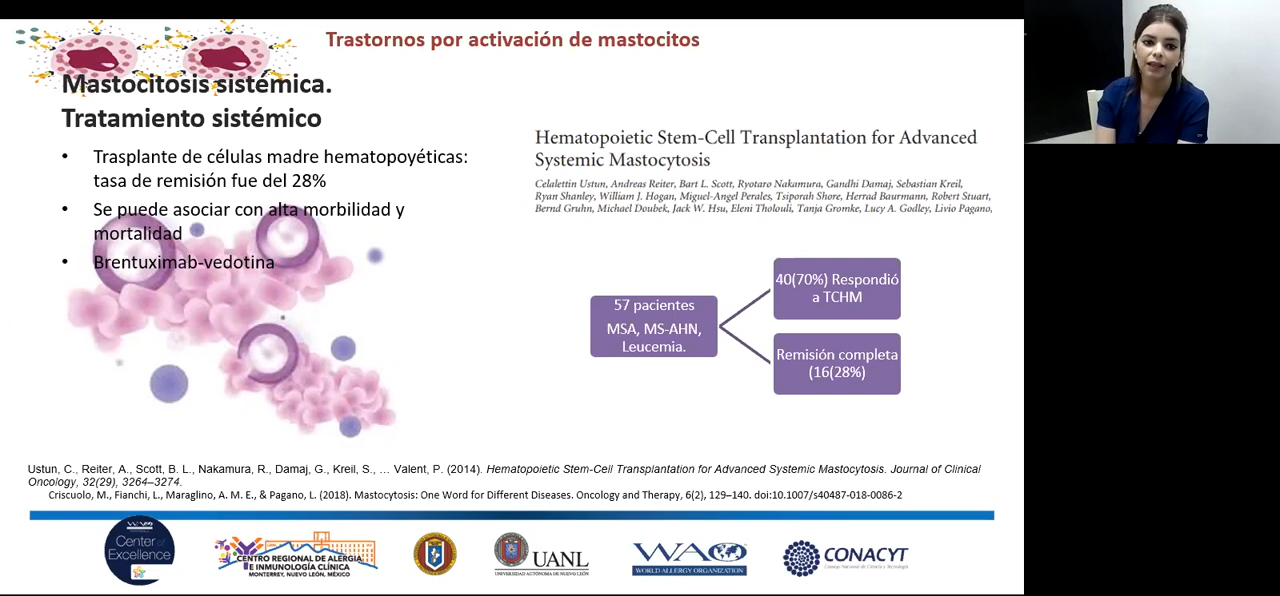 Trastornos por activación de mastocitos
Mastocitosis sistémica.
Tratamiento sistémico
• Trasplante de células madre hematopoyéticas:
tasa de remisión fue del 28%
• Se puede asociar con alta morbilidad y
mortalidad
• Brentuximab-vedotina
Hematopoietic Stem-Cell Transplantation for Advanced
Systemic Mastocytosis
Celalettin Ustun, Andreas Reiter, Bart L. Scott, Ryotaro Nakamura, Gandhi Damaj, Sebastian Kreil,
Ryan Shanley, William J. Hogan, Miguel-Angel Perales, Tsiporah Shore, Herrad Baurmann, Robert Stuart,
Bernd Gruhn, Michael Doubek, Jack W. Hsu, Eleni Tholouli, Tanja Gromke, Lucy A. Godley, Livio Pagano,
57 pacientes
MSA, MS-AHN,
Leucemia.
40(70%) Respondió
a TCHM
Remisión completa
(16(28%)
Ustun, C., Reiter, A., Scott, B. L., Nakamura, R., Damaj, G., Kreil, S., … Valent, P. (2014). Hematopoietic Stem-Cell Transplantation for Advanced Systemic Mastocytosis. Journal of Clinical
Oncology, 32(29), 3264–3274.
Criscuolo, M., Fianchi, L., Maraglino, A. M. E., & Pagano, L. (2018). Mastocytosis: One Word for Different Diseases. Oncology and Therapy, 6(2), 129–140. doi:10.1007/s40487-018-0086-2
Center of
Excellence
CENTRO REGIONAL DE ALERGIA
E INMUNOLOGÍA CLÍNICA
MONTERREY, NUEVO LEÓN, MÉXICO
UANL
UNIVERSIDAD AUTÓNOMA DE NUEVO LEÓN
WAO
WORLD ALLERGY ORGANIZATION
CONACYT
Consejo Nacional de Ciencia y Tecnología